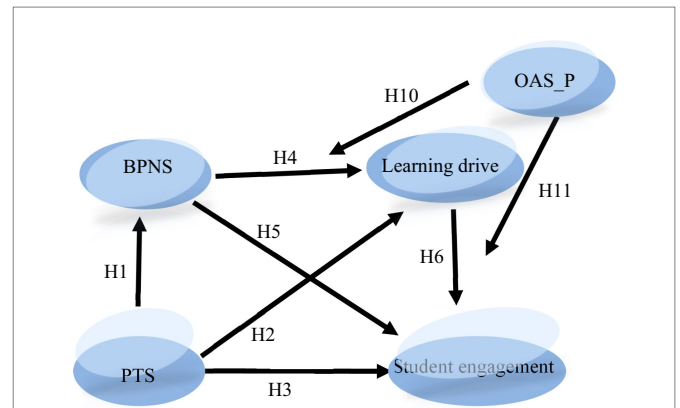 OAS_P
H10
BPNS
H4
Learning drive
H11
H5
H6
H1
H2
PTS
Student engagement
H3